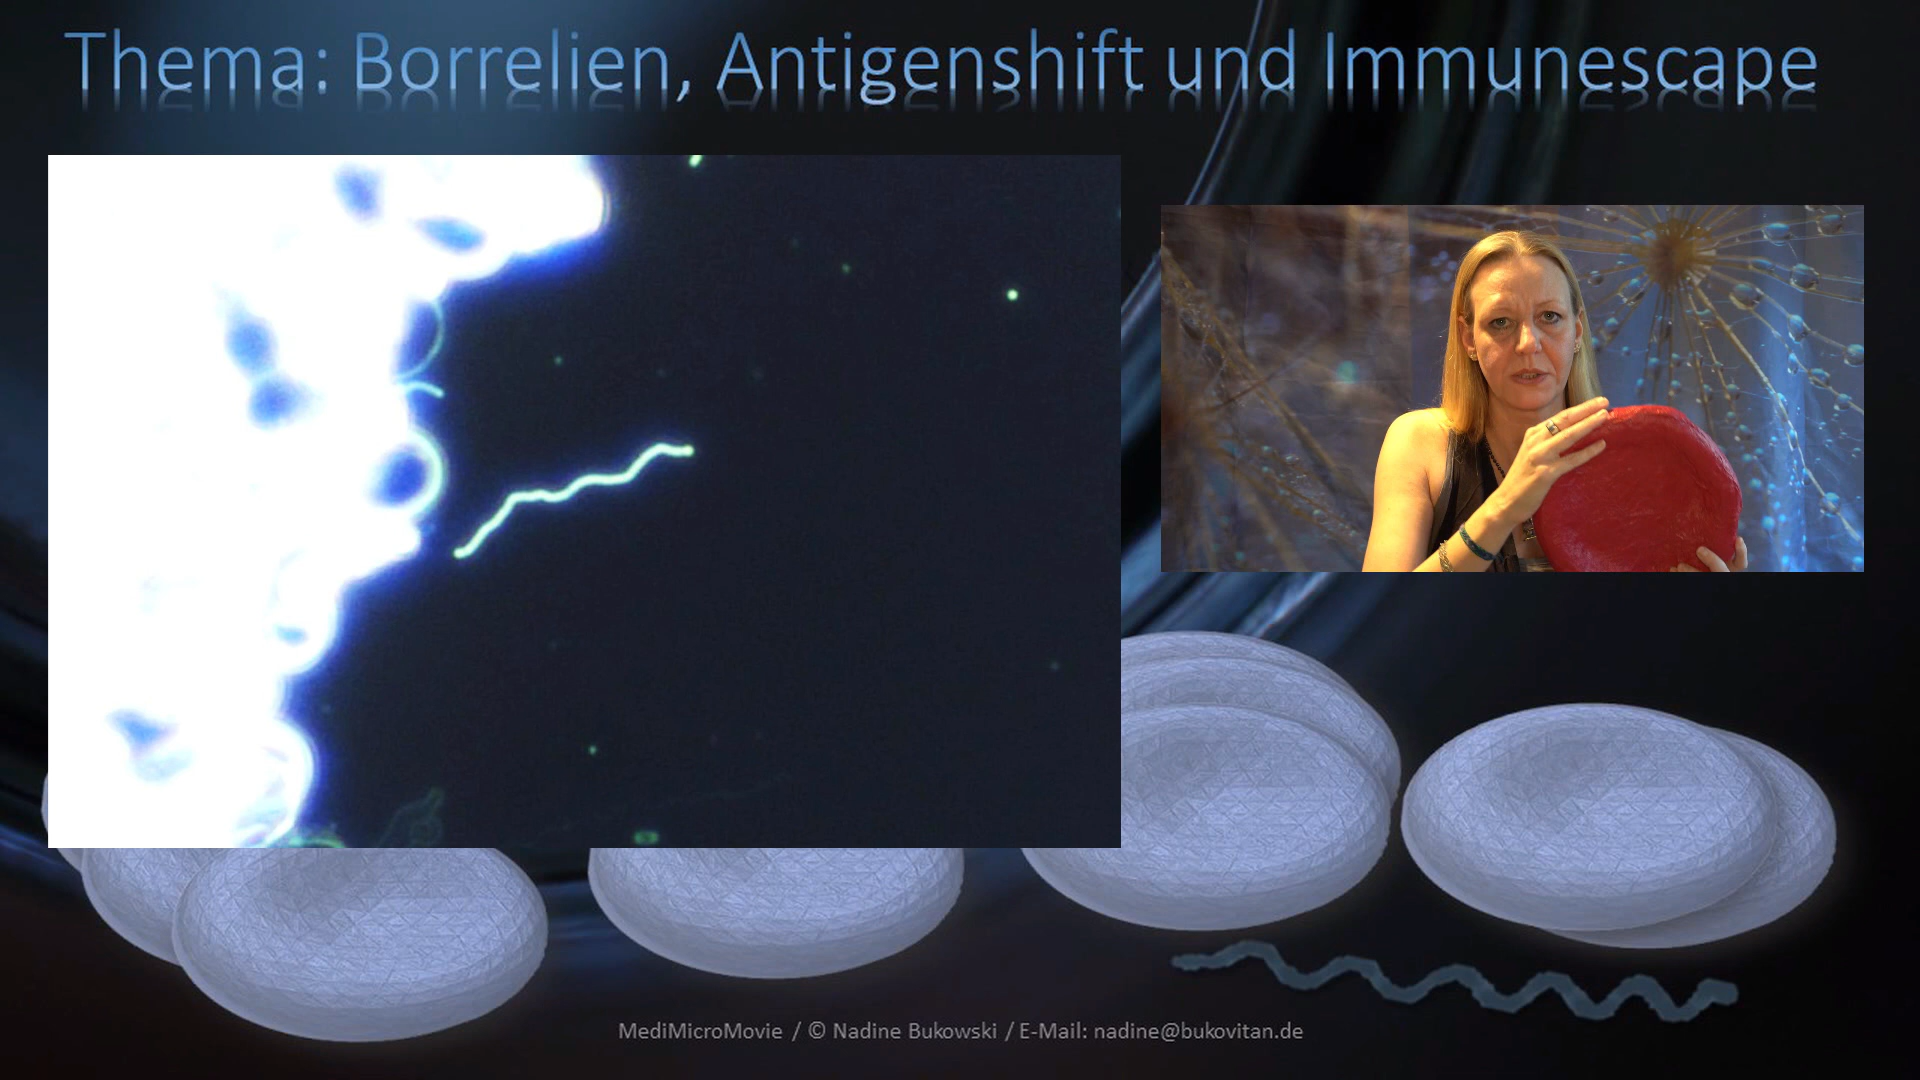 Thema: Borrelien, Antigenshift und Immunescape
MediMicroMovie / © Nadine Bukowski / E-Mail: nadine@bukovitan.de